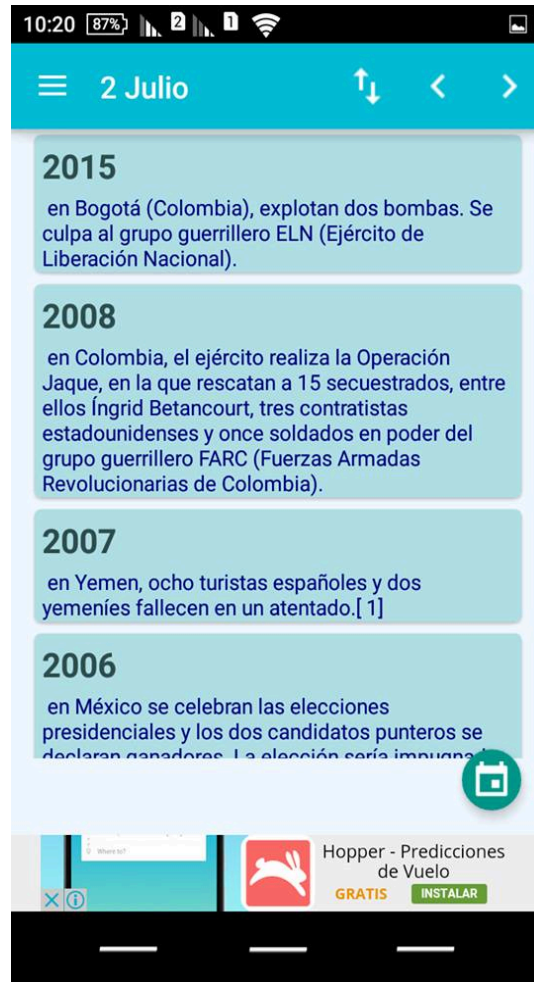 10:20 87% 2 1
2 Julio
2015
en Bogotá (Colombia), explotan dos bombas. Se
culpa al grupo guerrillero ELN (Ejército de
Liberación Nacional).
2008
en Colombia, el ejército realiza la Operación
Jaque, en la que rescatan a 15 secuestrados, entre
ellos Íngrid Betancourt, tres contratistas
estadounidenses y once soldados en poder del
grupo guerrillero FARC (Fuerzas Armadas
Revolucionarias de Colombia).
2007
en Yemen, ocho turistas españoles y dos
yemeníes fallecen en un atentado.[ 1]
2006
en México se celebran las elecciones
presidenciales y los dos candidatos punteros se
declaran ganadores. La elección sería
Where to?
Hopper - Predicciones
de Vuelo
GRATIS INSTALAR